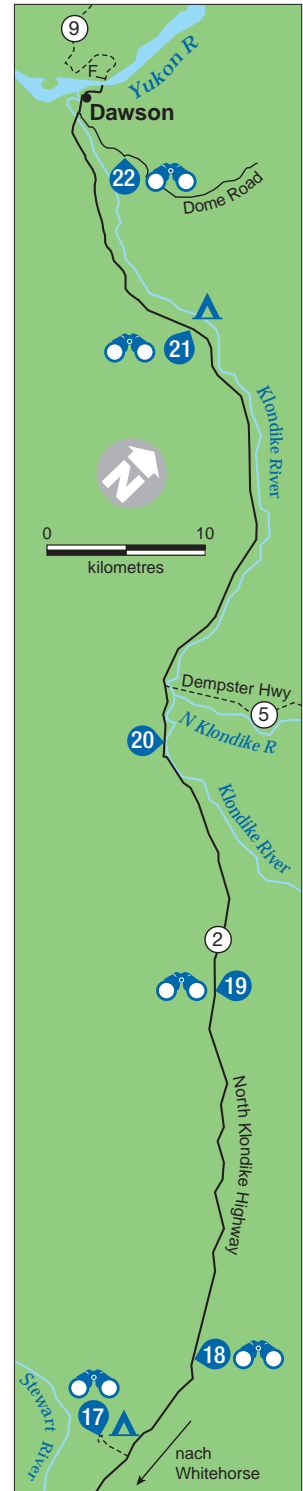 9
F
Yukon R
Dawson
22
Dome Road
21
Klondike River
N
0 10
kilometres
Dempster Hwy
5
N Klondike R
20
Klondike River
2
19
North Klondike Highway
18
17
Stewart River
nach
Whitehorse